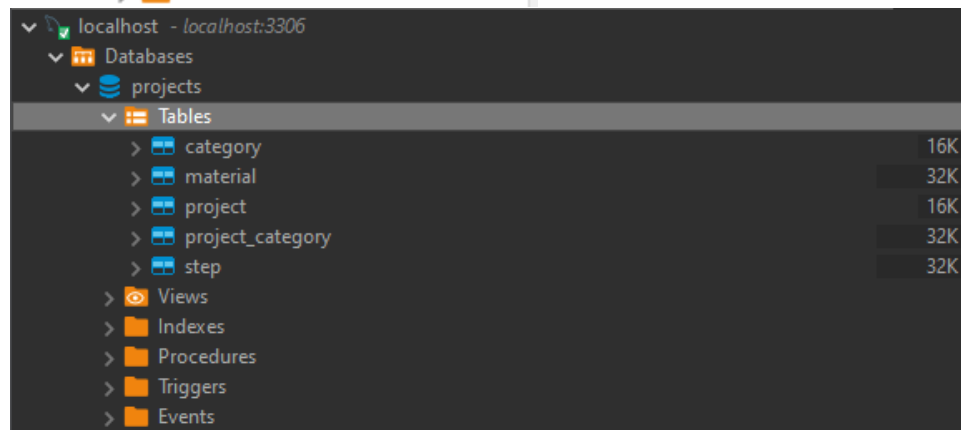 localhost - localhost:3306
Databases
projects
Tables
category 16K
material 32K
project 16K
project_category 32K
step 32K
Views
Indexes
Procedures
Triggers
Events